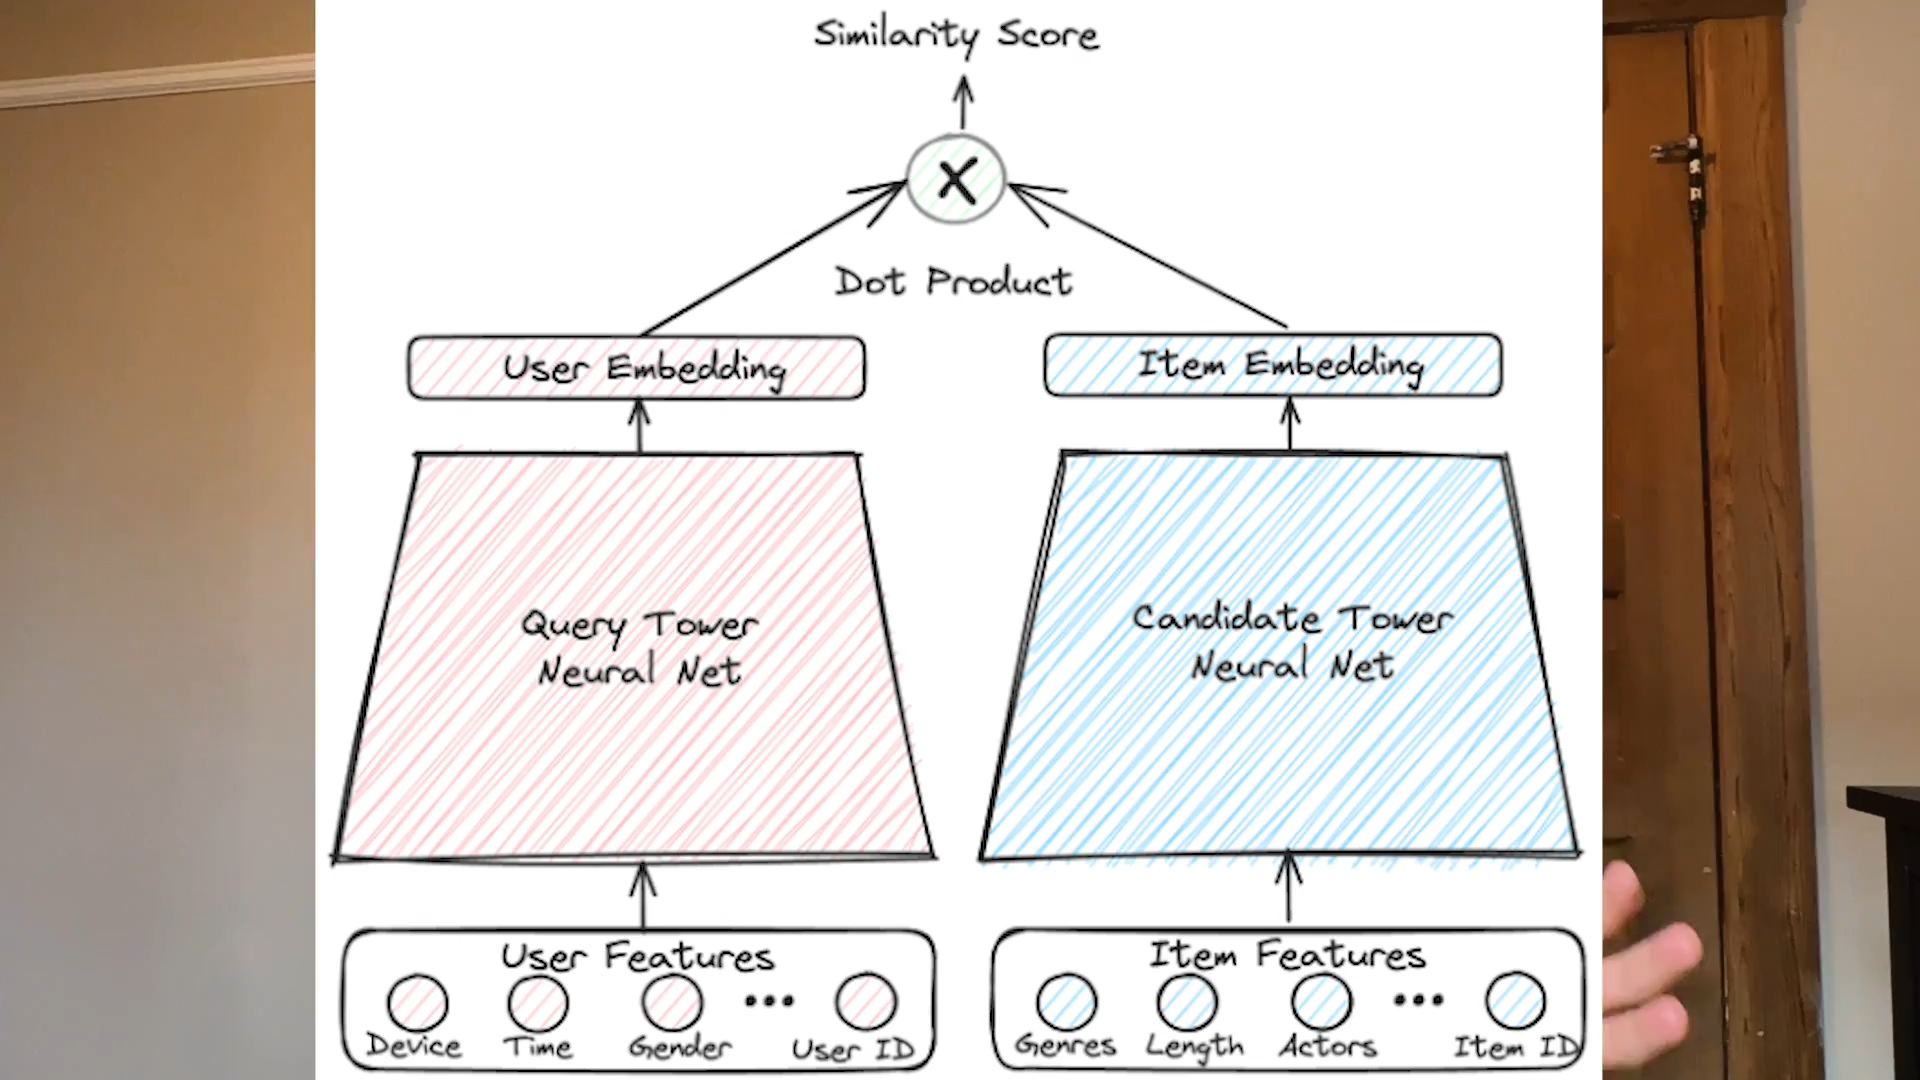 Similarity Score
X
Dot Product
User Embedding
Item Embedding
Query Tower
Neural Net
Candidate Tower
Neural Net
User Features
Device Time Gender ••• User ID
Item Features
Genres Length Actors ••• Item ID